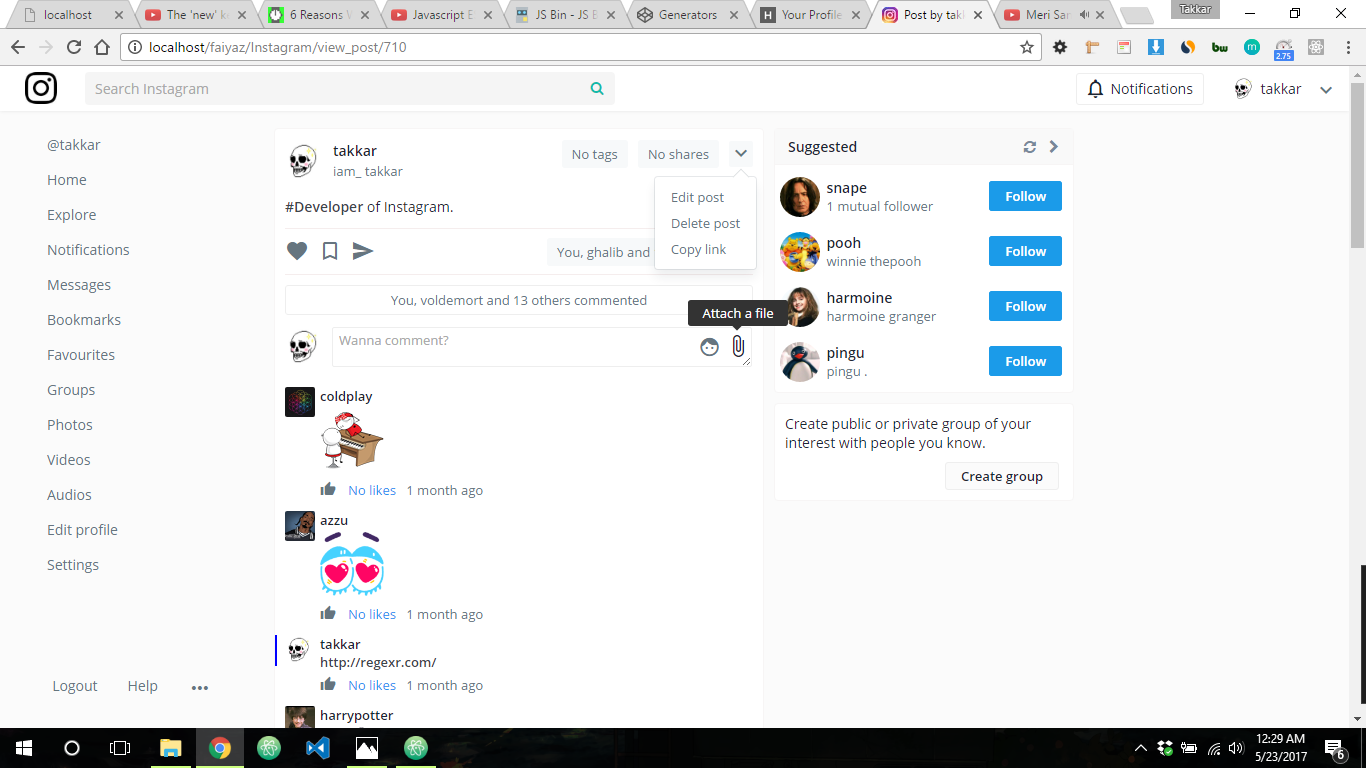 localhost
The 'new' k
6 Reasons
Javascript E
JS Bin - JS B
Generators
Your Profile
Post by tak
Meri Sar
Takkar
localhost/faiyaz/Instagram/view_post/710
bw
m
2.75
Search Instagram
Notifications
takkar
@takkar
Home
Explore
Notifications
Messages
Bookmarks
Favourites
Groups
Photos
Videos
Audios
Edit profile
Settings
Logout
Help
takkar
iam_ takkar
No tags
No shares
Edit post
Delete post
Copy link
#Developer of Instagram.
You, ghalib and
You, voldemort and 13 others commented
Attach a file
Wanna comment?
coldplay
No likes 1 month ago
azzu
No likes 1 month ago
takkar
http://regexr.com/
No likes 1 month ago
harrypotter
Suggested
snape
1 mutual follower
Follow
pooh
winnie thepooh
Follow
harmoine
harmoine granger
Follow
pingu
pingu .
Follow
Create public or private group of your
interest with people you know.
Create group
12:29 AM
5/23/2017
6